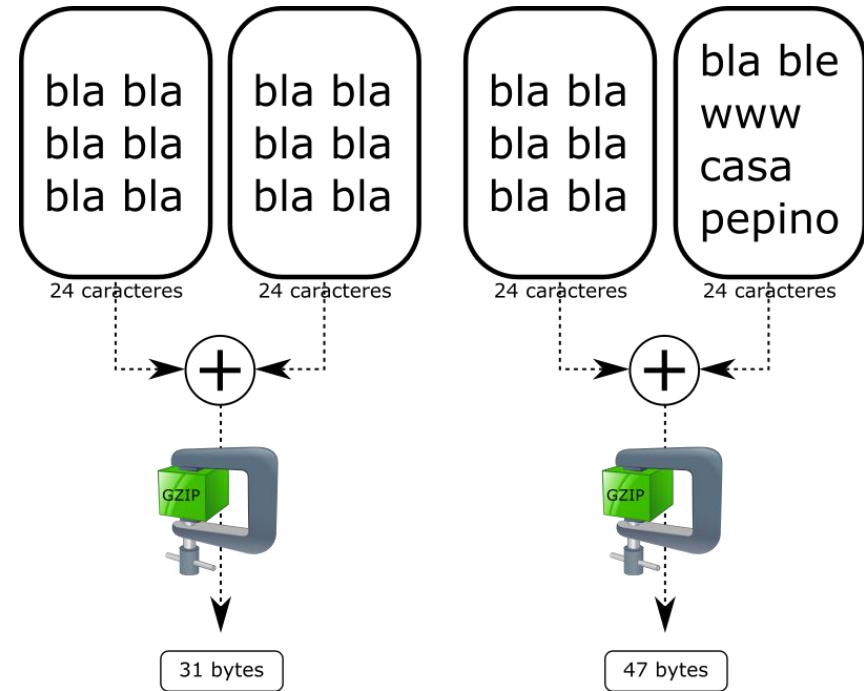 bla bla
bla bla
bla bla
24 caracteres
bla bla
bla bla
bla bla
24 caracteres
+
GZIP
31 bytes
bla bla
bla bla
bla bla
24 caracteres
bla ble
www
casa
pepino
24 caracteres
+
GZIP
47 bytes